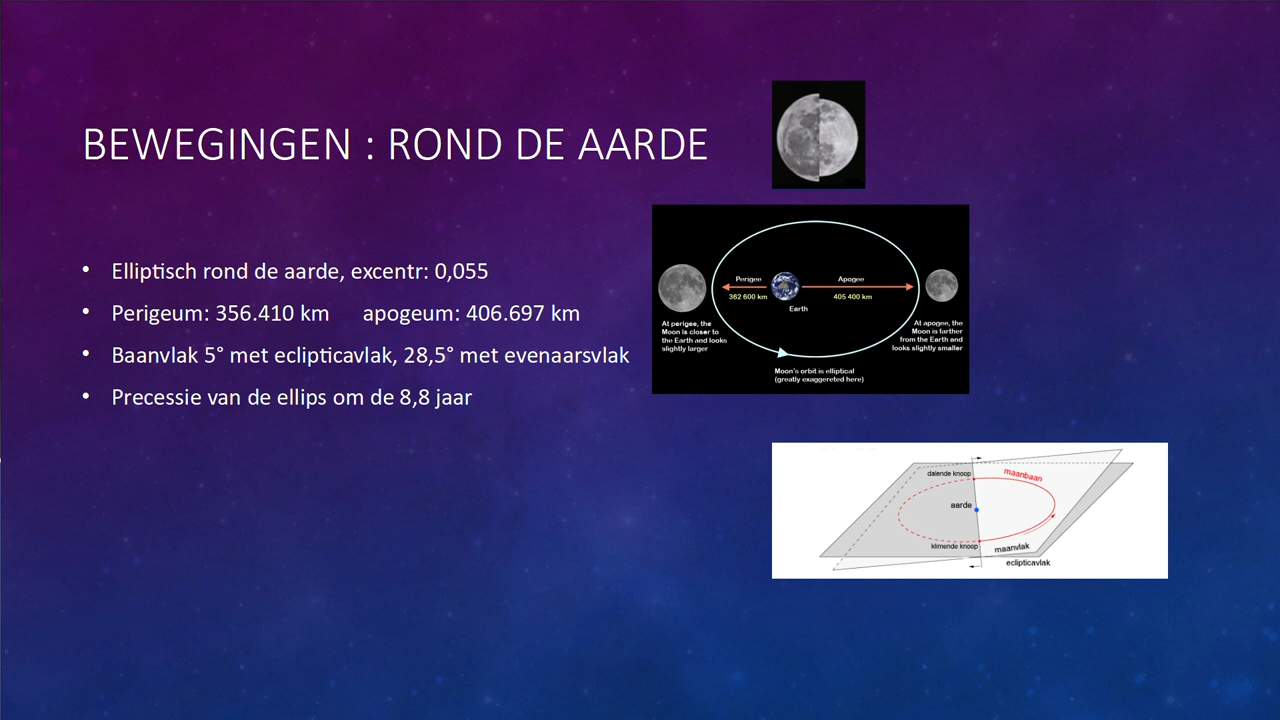 BEWEGINGEN : ROND DE AARDE
• Elliptisch rond de aarde, excentr: 0,055
• Perigeum: 356.410 km apogeum: 406.697 km
• Baanvlak 5° met eclipticavlak, 28,5° met evenaarsvlak
• Precessie van de ellips om de 8,8 jaar
Perigee
362 600 km
Apogee
405 400 km
Earth
At perigee, the
Moon is closer to
the Earth and looks
slightly larger
At apogee, the
Moon is farther
from the Earth and
looks slightly smaller
Moon's orbit is elliptical
(greatly exaggereted here)
dalende knoop
maanbaan
aarde
klimende knoop
maanvlak
eclipticavlak